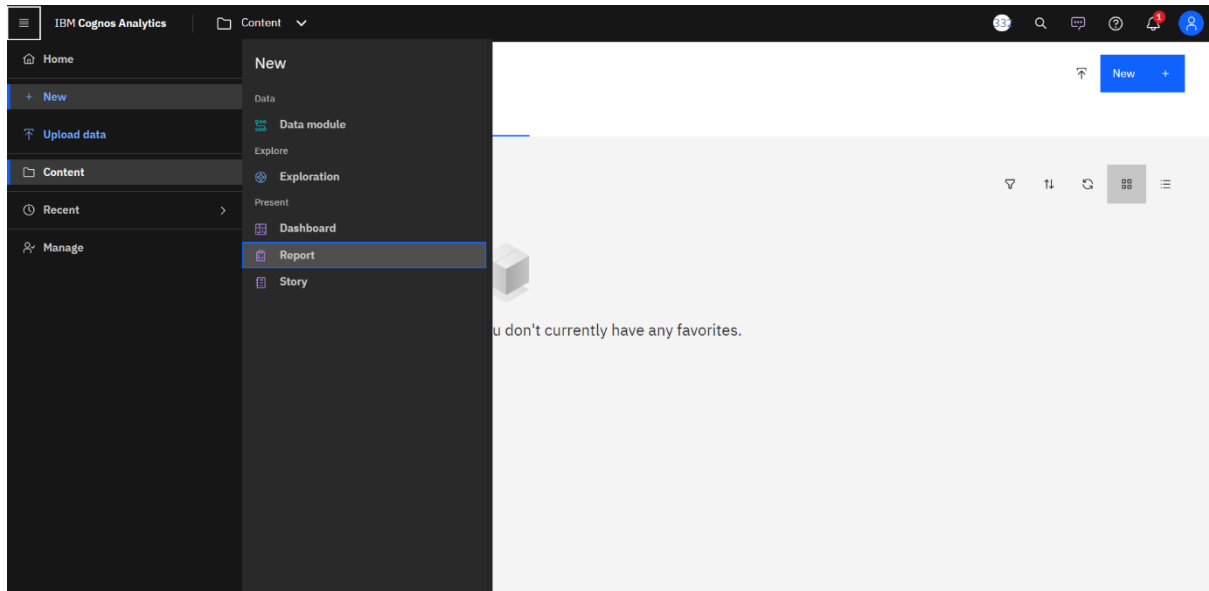 IBM Cognos Analytics
Content
1
Home
New
+ New
Data
Upload data
Data module
Explore
Content
Exploration
Recent
Present
Dashboard
Manage
Report
Story
New +
u don't currently have any favorites.